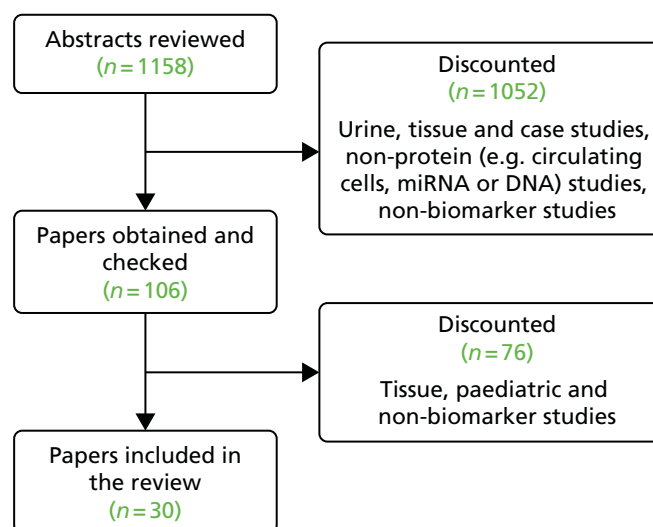 Abstracts reviewed
(n=1158)
Discounted
(n=1052)
Urine, tissue and case studies,
non-protein (e.g. circulating
cells, miRNA or DNA) studies,
non-biomarker studies
Papers obtained and
checked
(n=106)
Discounted
(n=76)
Tissue, paediatric and
non-biomarker studies
Papers included in
the review
(n=30)